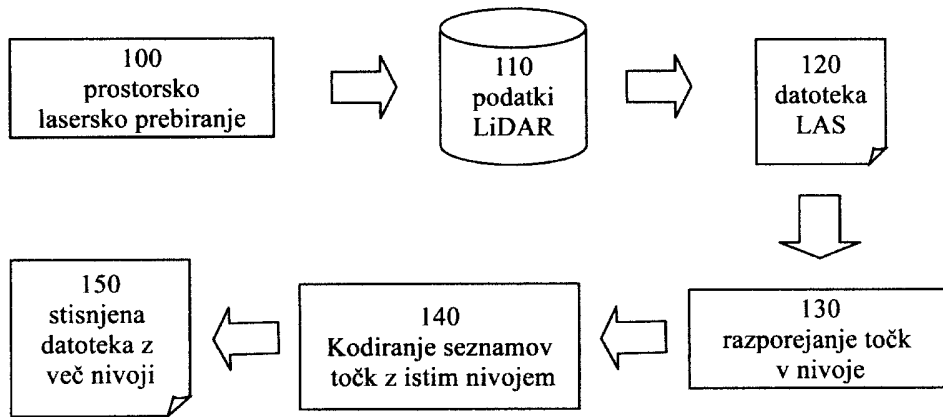 100
prostorsko
lasersko prebiranje
110
podatki
LiDAR
120
datoteka
LAS
130
razporejanje točk
v nivoje
140
Kodiranje seznamov
točk z istim nivojem
150
stisnjena
datoteka z
več nivoji